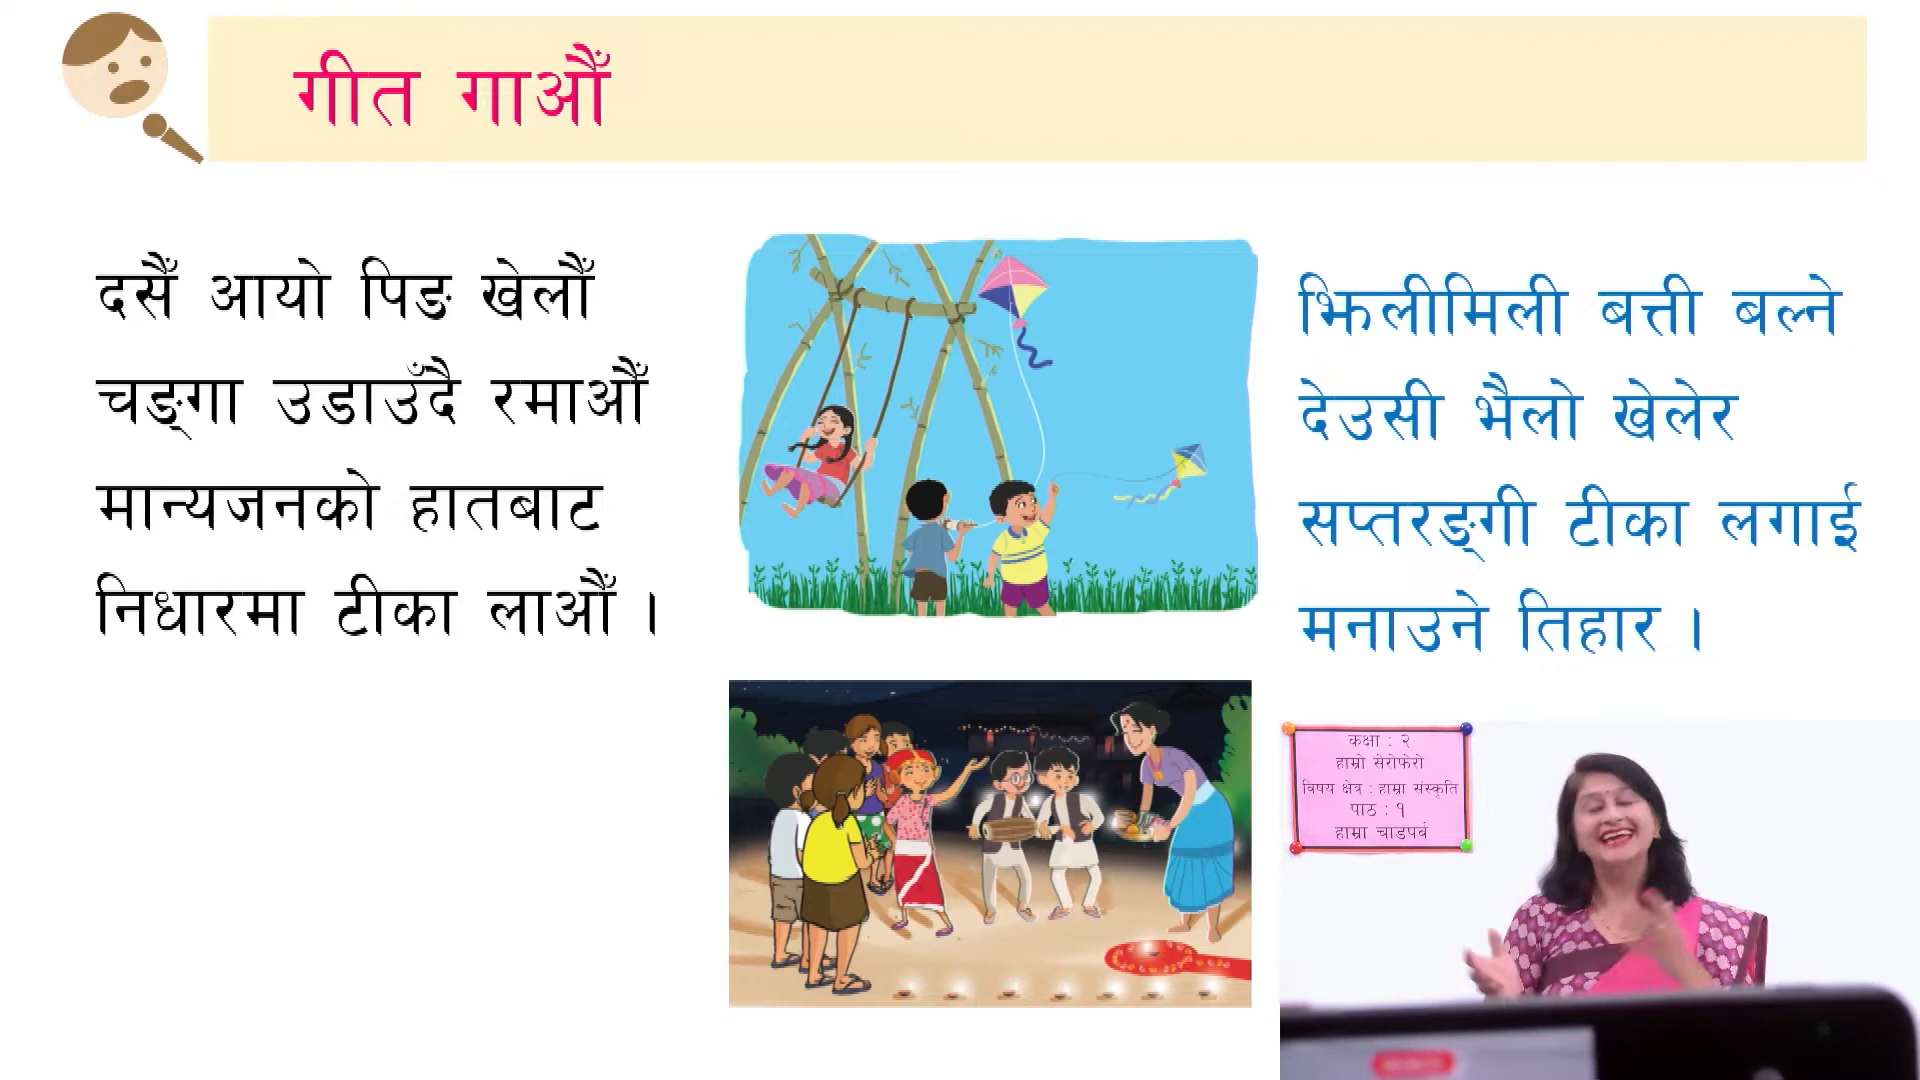 गीत गाऔँ
दसैँ आयो पिङ खेलौँ
चङ्गा उडाउँदै रमाऔँ
मान्यजनको हातबाट
निधारमा टीका लाऔँ ।
झिलीमिली बत्ती बल्ने
देउसी भैलो खेलेर
सप्तरङ्गी टीका लगाई
मनाउने तिहार ।
कक्षा : २
हाम्रो सेरोफेरो
विषय क्षेत्र : हाम्रा संस्कृति
पाठ : १
हाम्रा चाडपर्व